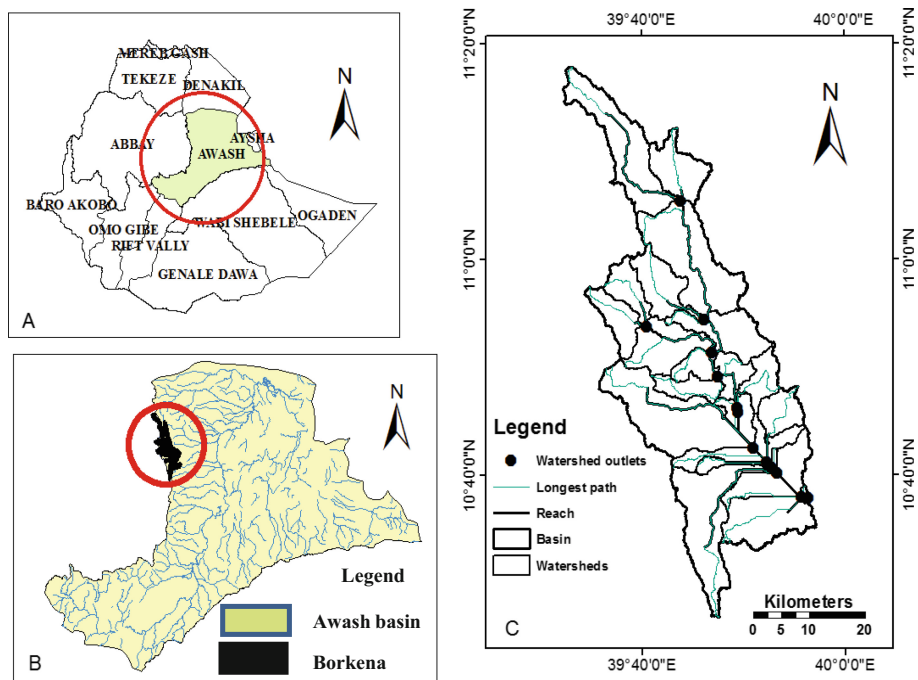 MEREB GASH
TEKEZE
DENAKIL
N
ABBAY
AYSHA
AWASH
BARO AKOBO
OMO GIBE
WABI SHEBELE
OGADEN
RIFT VALLY
GENALE DAWA
A
N
Legend
Awash basin
Borkena
B
39°40'0"E
40°0'0"E
11°20'0"N
11°20'0"N
N
11°0'0"N
11°0'0"N
Legend
Watershed outlets
Longest path
Reach
Basin
Watersheds
10°40'0"N
10°40'0"N
Kilometers
0 2.5 5 10 15 20
C
39°40'0"E
40°0'0"E